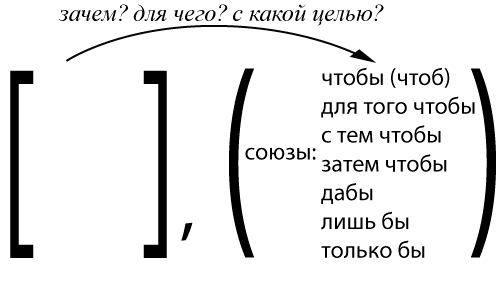 зачем? для чего? с какой целью?
[ ] , (
союзы:
чтобы (чтоб)
для того чтобы
с тем чтобы
затем чтобы
дабы
лишь бы
только бы
)